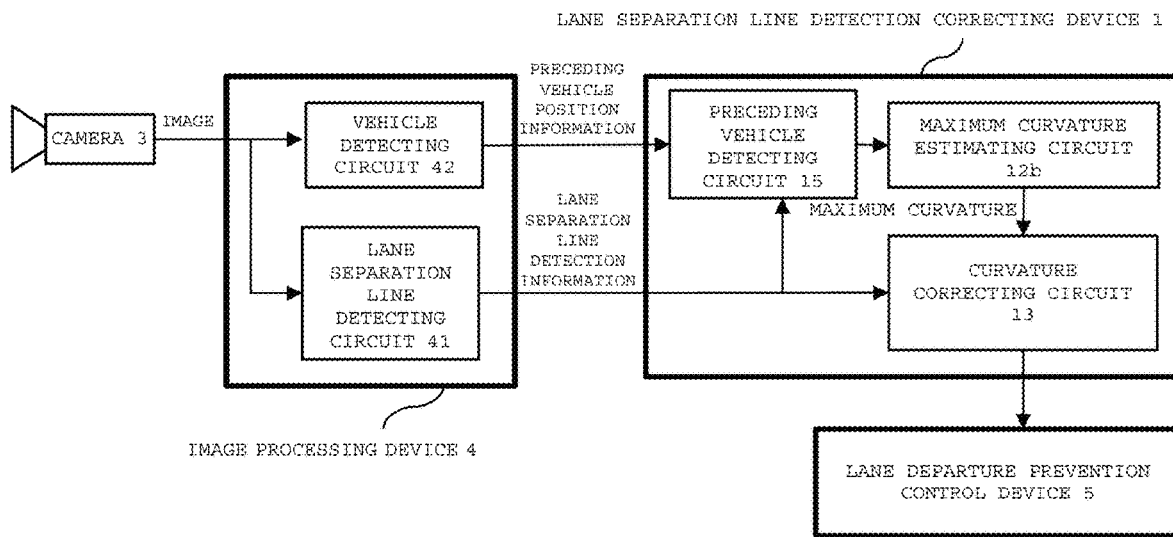 LANE SEPARATION LINE DETECTION CORRECTING DEVICE 1
CAMERA 3
IMAGE
VEHICLE
DETECTING
CIRCUIT 42
LANE
SEPARATION
LINE
DETECTING
CIRCUIT 41
IMAGE PROCESSING DEVICE 4
PRECEDING
VEHICLE
POSITION
INFORMATION
LANE
SEPARATION
LINE
DETECTION
INFORMATION
PRECEDING
VEHICLE
DETECTING
CIRCUIT 15
MAXIMUM CURVATURE
ESTIMATING CIRCUIT
12b
MAXIMUM CURVATURE
CURVATURE
CORRECTING CIRCUIT
13
LANE DEPARTURE PREVENTION
CONTROL DEVICE 5